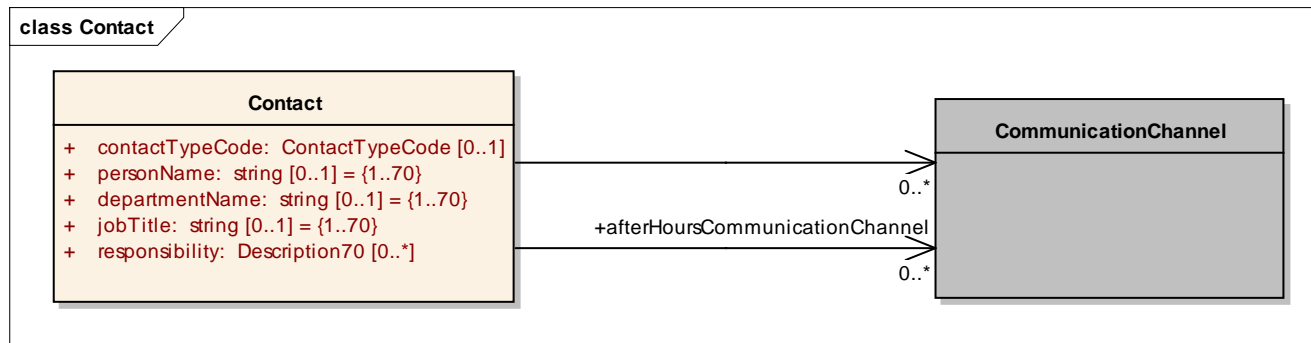 class Contact
Contact
+ contactTypeCode: ContactTypeCode [0..1]
+ personName: string [0..1] = {1..70}
+ departmentName: string [0..1] = {1..70}
+ jobTitle: string [0..1] = {1..70}
+ responsibility: Description70 [0..*]
CommunicationChannel
0..*
+afterHoursCommunicationChannel
0..*